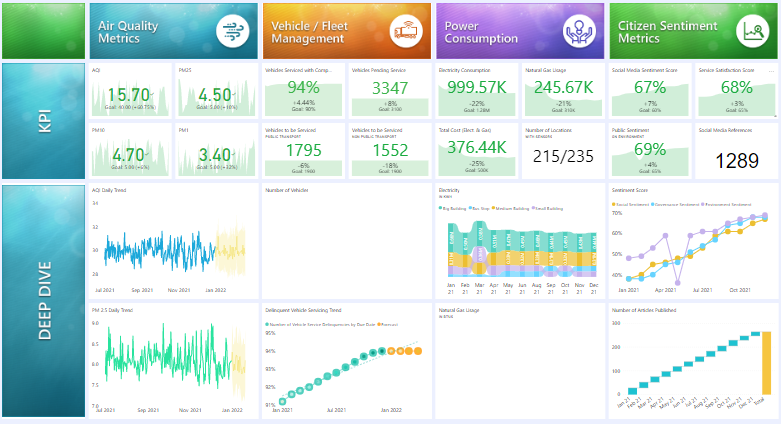 Air Quality
Metrics
Vehicle / Fleet
Management
Power
Consumption
Citizen Sentiment
Metrics
KPI
AQI
15.70
Goal: 40.00 (+60.75%)
PM25
4.50
Goal: 5.00 (+10%)
Vehicles Serviced with Comp...
94%
+4.44%
Goal: 90%
Vehicles Pending Service
3347
+8%
Goal: 3100
Electricity Consumption
999.57K
-22%
Goal: 1.28M
Natural Gas Usage
245.67K
-21%
Goal: 310K
Social Media Sentiment Score
67%
+7%
Goal: 60%
Service Satisfaction Score
...
68%
+3%
Goal: 65%
PM10
4.70
Goal: 5.00 (+6%)
PM1
3.40
Vehicles to be Serviced
PUBLIC TRANSPORT
1795
-6%
Goal: 1900
Vehicles to be Serviced
NON PUBLIC TRANSPORT
1552
-18%
Goal: 1900
Total Cost (Elect. & Gas)
376.44K
-25%
Goal: 500K
Number of Locations
WITH SENSORS
215/235
Public Sentiment
ON ENVIRONMENT
69%
+4%
Goal: 65%
Social Media References
1289
DEEP DIVE
AQI Daily Trend
34
32
30
28
Jul 2021
Sep 2021
Nov 2021
Jan 2022
Number of Vehicles
Electricity
IN KWH
Big Building
Bus Stop
Medium Building
Small Building
Jan 21
Feb 21
Mar 21
Apr 21
May 21
Jun 21
Jul 21
Aug 21
Sep 21
Oct 21
Nov 21
Dec 21
Sentiment Score
Social Sentiment
Governance Sentiment
Environment Sentiment
70%
60%
50%
40%
Jan 2021
Apr 2021
Jul 2021
Oct 2021
PM 2.5 Daily Trend
9.0
8.5
8.0
7.5
7.0
Jul 2021
Sep 2021
Nov 2021
Jan 2022
Delinquent Vehicle Servicing Trend
Number of Vehicle Service Delinquencies by Due Date
Forecast
95%
94%
93%
92%
91%
Jan 2021
Jul 2021
Jan 2022
Natural Gas Usage
Number of Articles Published
300
200
100
0
Jan 21
Feb 21
Mar 21
Apr 21
May 21
Jun 21
Jul 21
Aug 21
Sep 21
Oct 21
Nov 21
Dec 21
Total